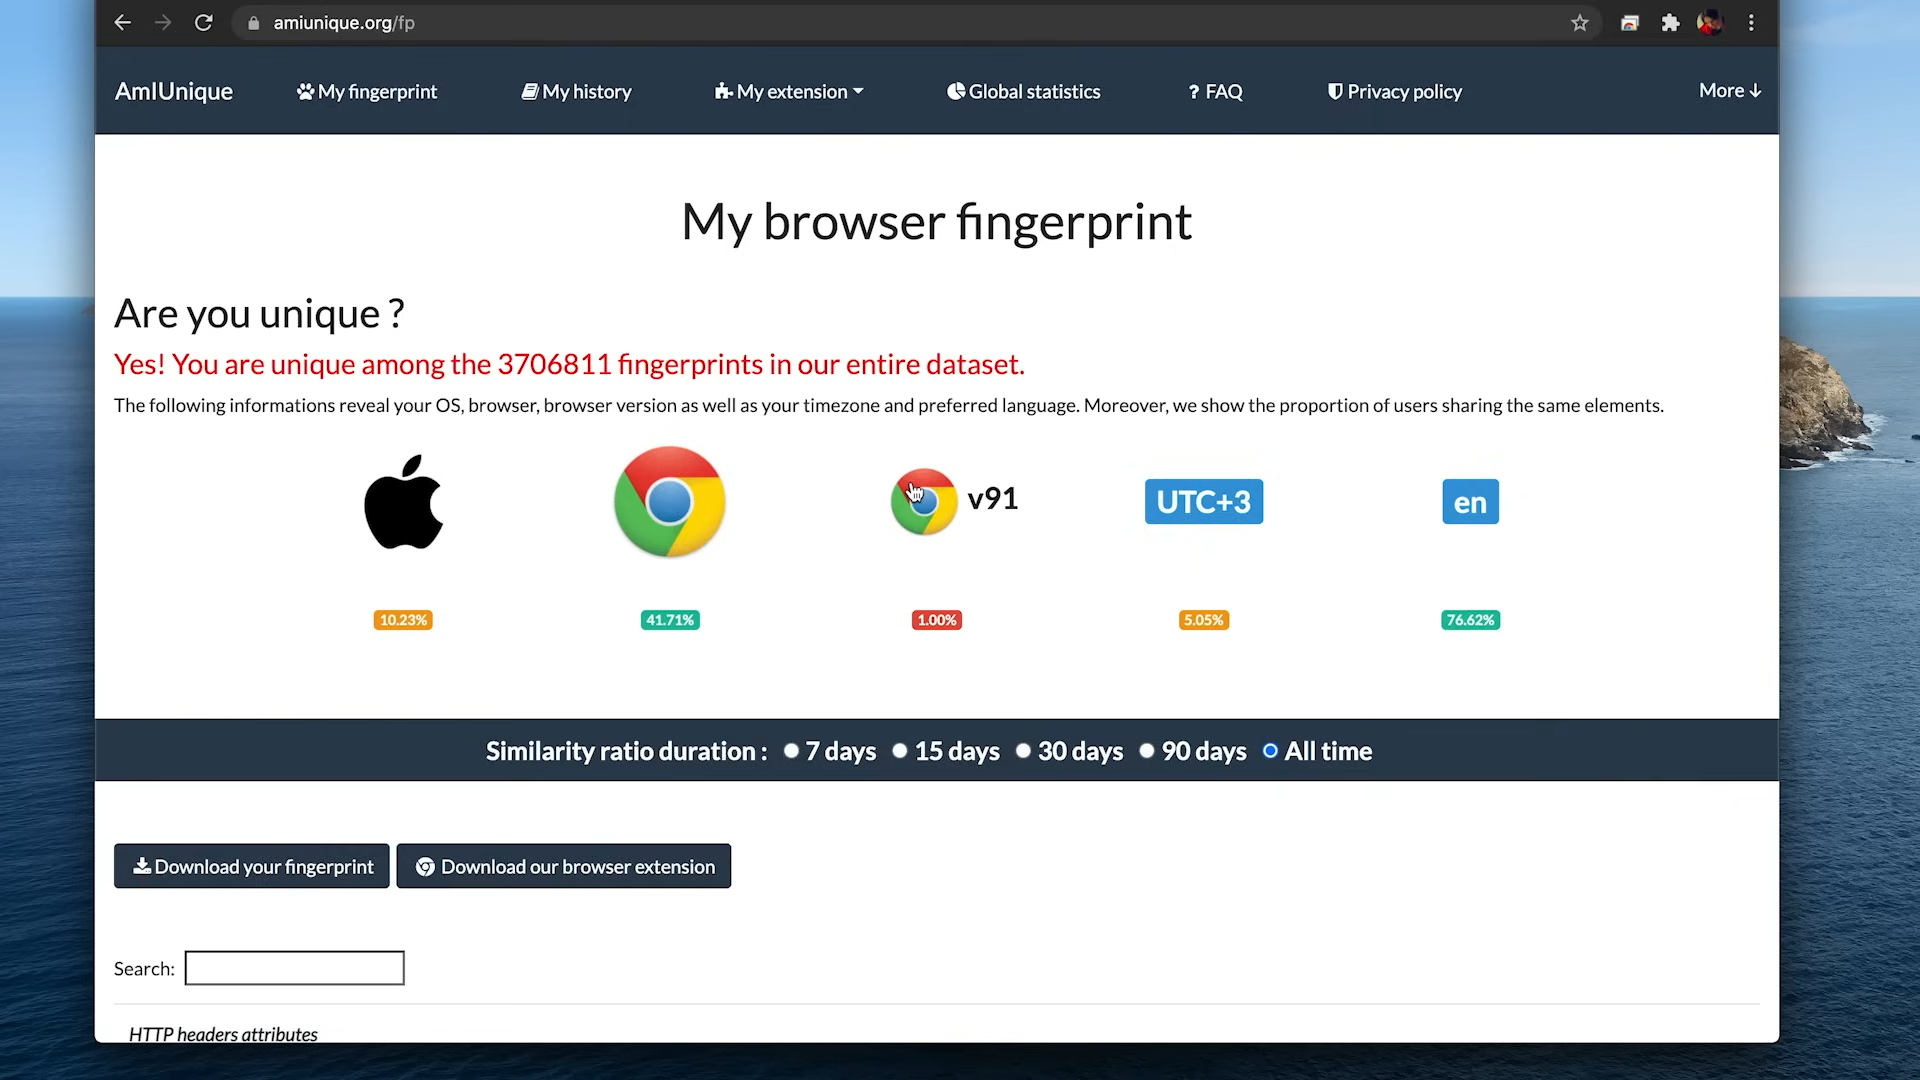 amiunique.org/fp
AmIUnique My fingerprint My history My extension Global statistics ? FAQ Privacy policy More ↓
My browser fingerprint
Are you unique ?
Yes! You are unique among the 3706811 fingerprints in our entire dataset.
The following informations reveal your OS, browser, browser version as well as your timezone and preferred language. Moreover, we show the proportion of users sharing the same elements.
v91 UTC+3 en
10.23% 41.71% 1.00% 5.05% 76.62%
Similarity ratio duration : 7 days 15 days 30 days 90 days All time
Download your fingerprint Download our browser extension
Search:
HTTP headers attributes